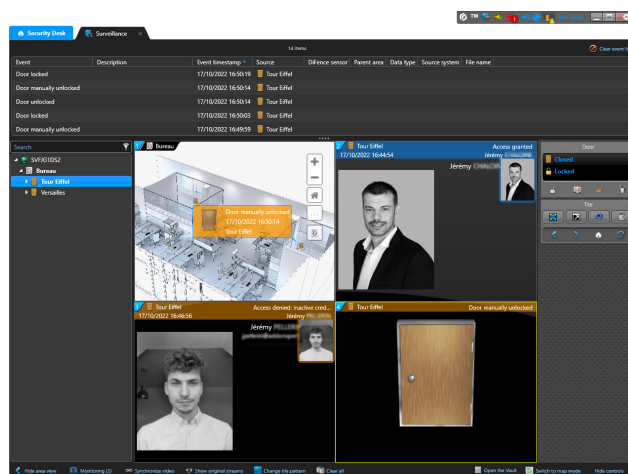 Security Desk
Surveillance
14 items
Clear event l
Event Description Event timestamp Source DiFence sensor Parent area Data type Source system File name
Door locked 17/10/2022 16:50:19 Tour Eiffel
Door manually unlocked 17/10/2022 16:50:14 Tour Eiffel
Door unlocked 17/10/2022 16:50:14 Tour Eiffel
Door locked 17/10/2022 16:50:03 Tour Eiffel
Door manually unlocked 17/10/2022 16:49:59 Tour Eiffel
Search
SVFJG1DS2
Bureau
Tour Eiffel
Versailles
1 Bureau
Door manually unlocked
17/10/2022 16:50:14
Tour Eiffel
2 Tour Eiffel Access granted
17/10/2022 16:44:54 Jérémy
Jérémy
3 Tour Eiffel Access denied: Inactive cred...
17/10/2022 16:46:56 Jérémy
Jérémy
4 Tour Eiffel Door manually unlocked
Door
Closed
Locked
Tile
Hide area view Monitoring (2) Synchronize video Show original streams Change tile pattern Clear all Open the Vault Switch to map mode Hide controls